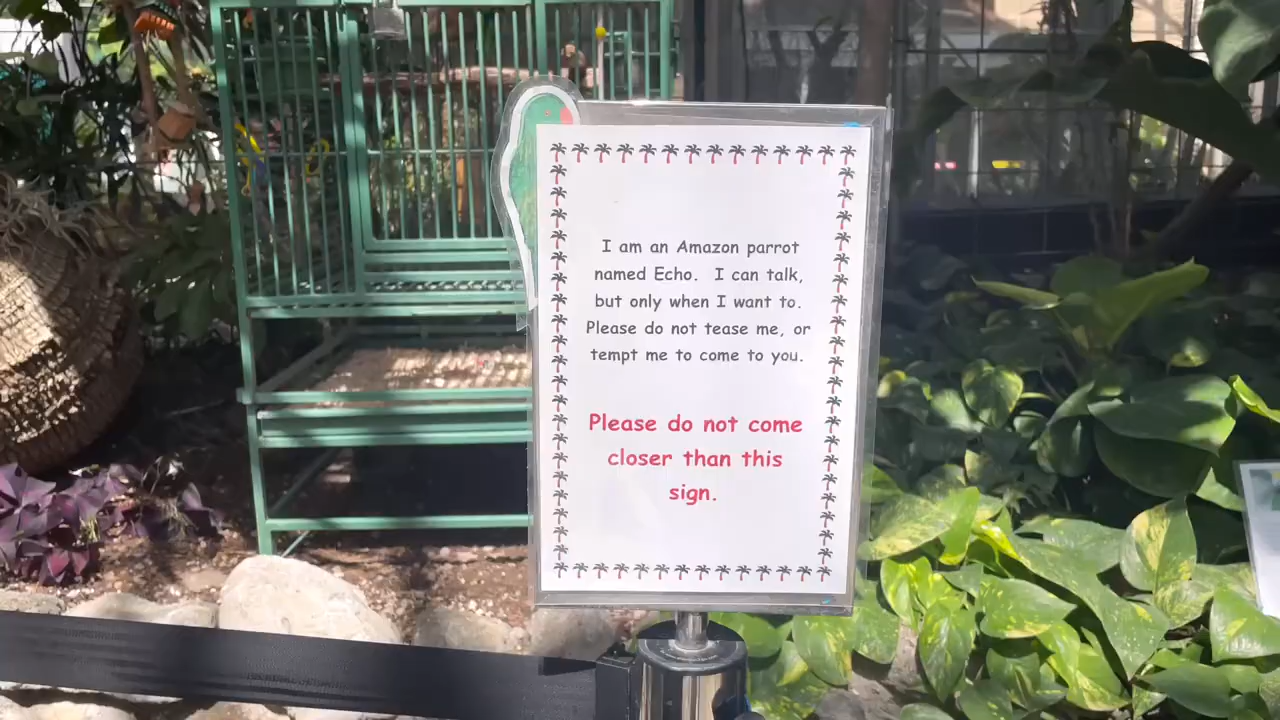 I am an Amazon parrot
named Echo. I can talk,
but only when I want to.
Please do not tease me, or
tempt me to come to you.
Please do not come
closer than this
sign.